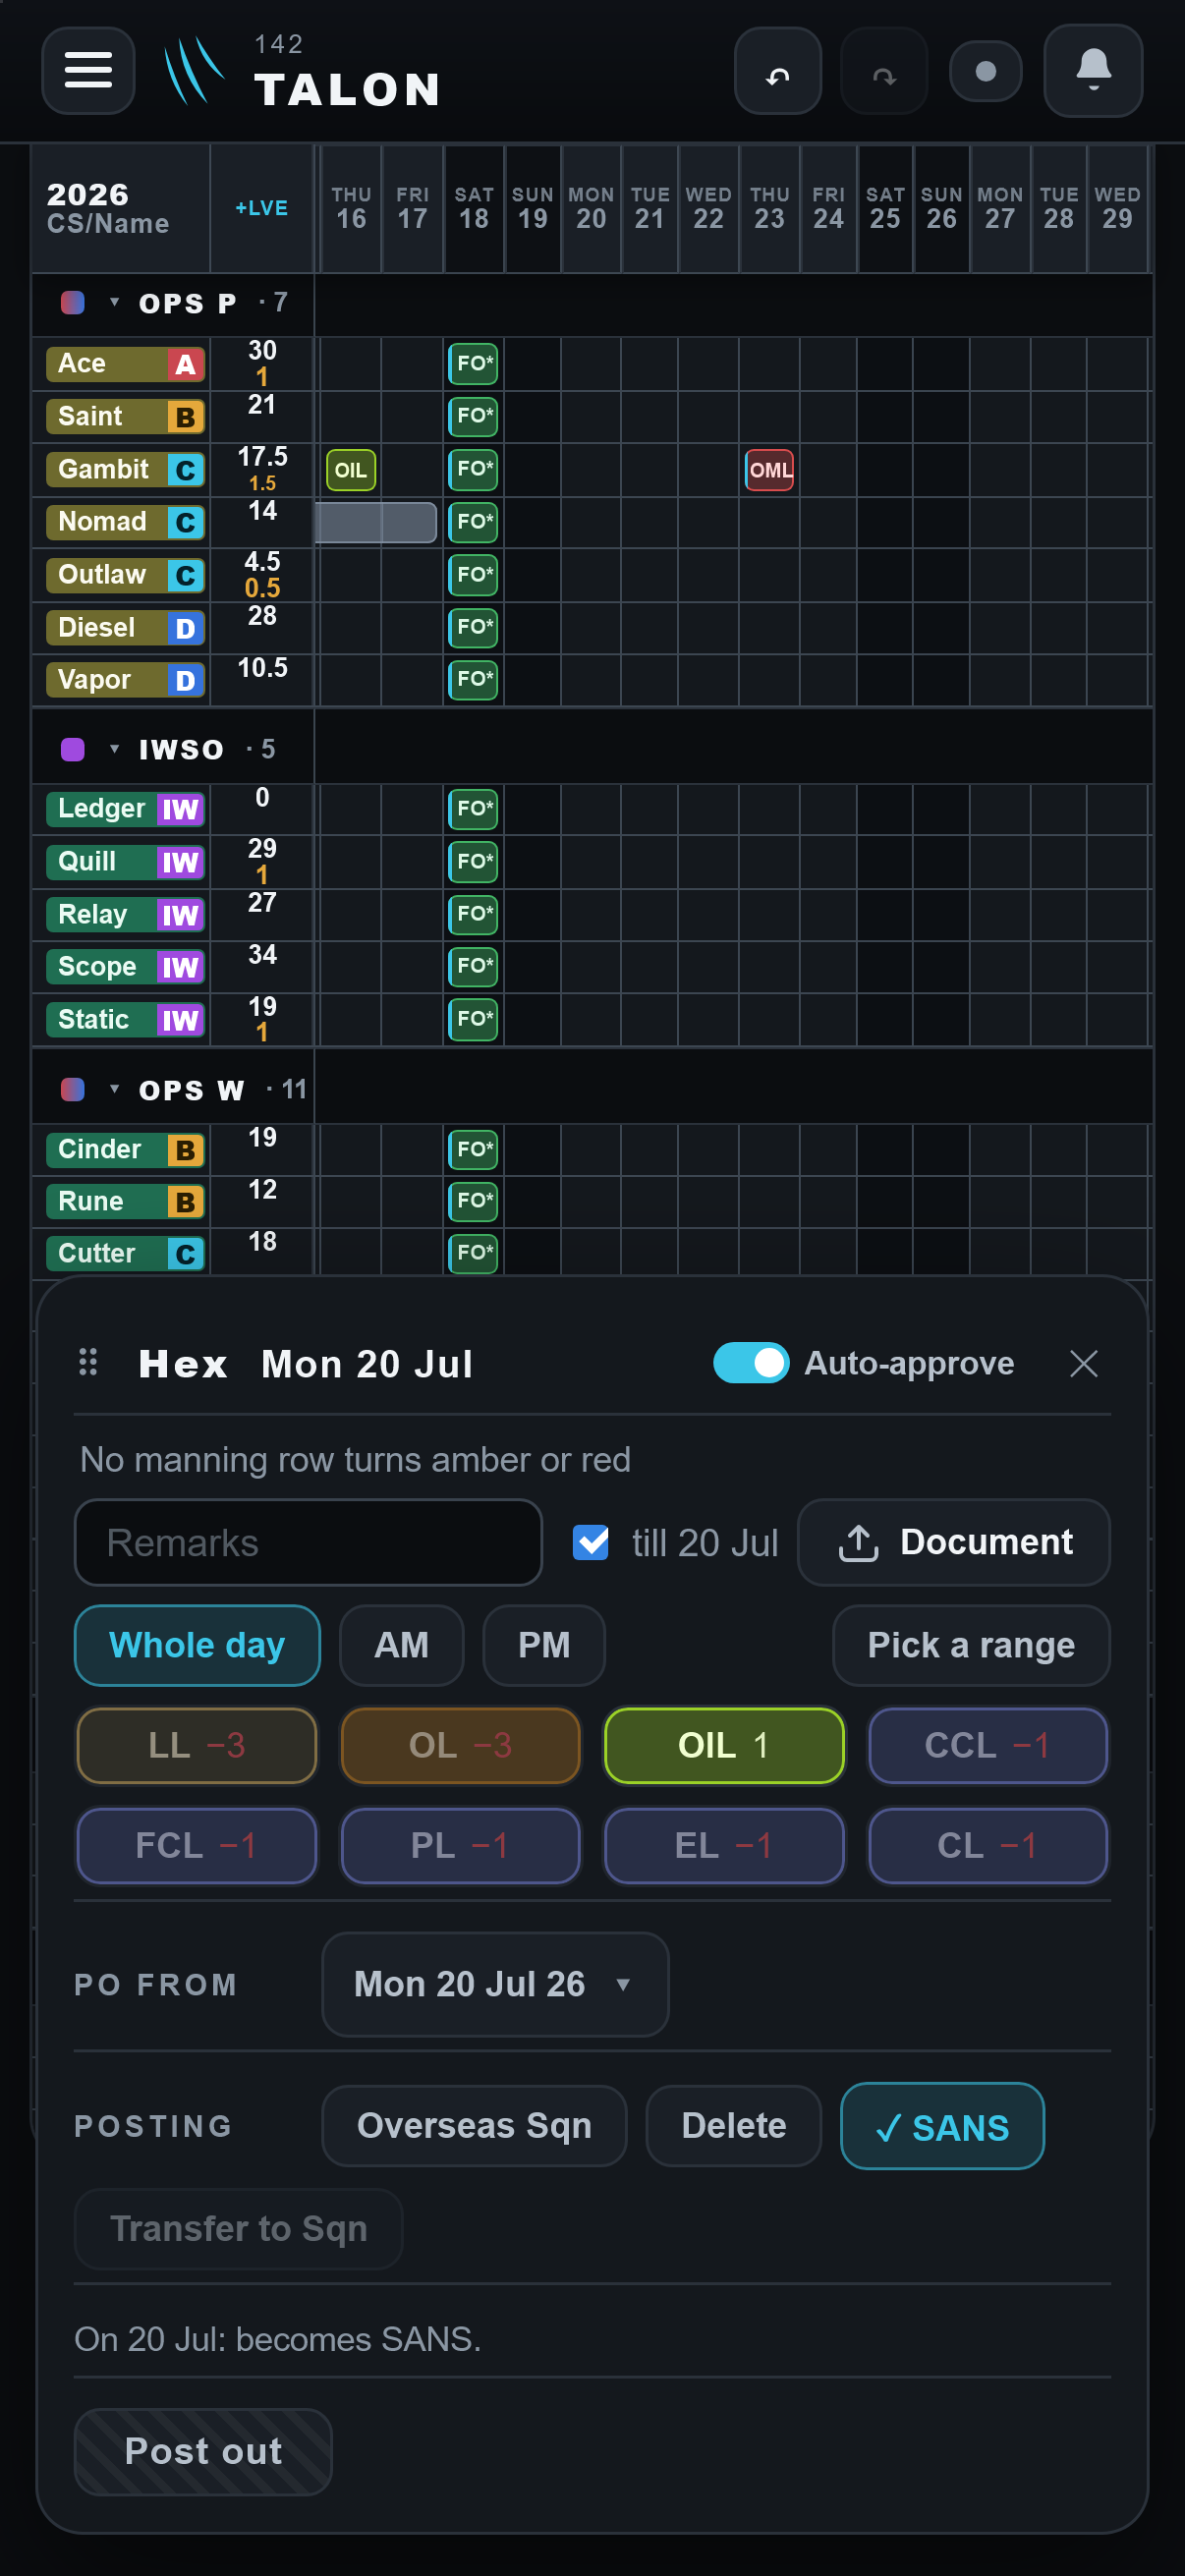 142
TALON
2026
CS/Name
+LVE
THU 16
FRI 17
SAT 18
SUN 19
MON 20
TUE 21
WED 22
THU 23
FRI 24
SAT 25
SUN 26
MON 27
TUE 28
WED 29
OPS P · 7
Ace A 30 1 FO*
Saint B 21 FO*
Gambit C 17.5 1.5 OIL FO* OML
Nomad C 14 FO*
Outlaw C 4.5 0.5 FO*
Diesel D 28 FO*
Vapor D 10.5 FO*
IWSO · 5
Ledger IW 0 FO*
Quill IW 29 1 FO*
Relay IW 27 FO*
Scope IW 34 FO*
Static IW 19 1 FO*
OPS W · 11
Cinder B 19 FO*
Rune B 12 FO*
Cutter C 18 FO*
Hex Mon 20 Jul Auto-approve
No manning row turns amber or red
Remarks till 20 Jul Document
Whole day AM PM Pick a range
LL −3 OL −3 OIL 1 CCL −1
FCL −1 PL −1 EL −1 CL −1
PO FROM Mon 20 Jul 26
POSTING Overseas Sqn Delete ✓ SANS
Transfer to Sqn
On 20 Jul: becomes SANS.
Post out